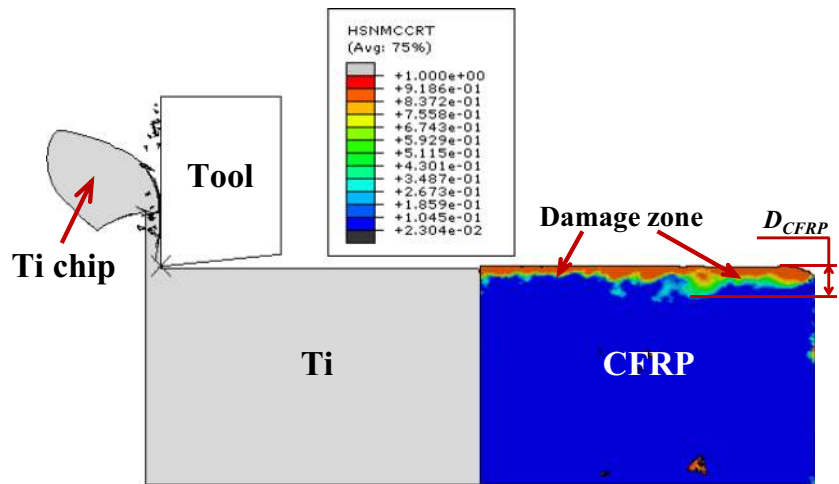 HSNMCCRT
(Avg: 75%)
+1.000e+00
+9.186e-01
+8.372e-01
+7.558e-01
+6.743e-01
+5.929e-01
+5.115e-01
+4.301e-01
+3.487e-01
+2.673e-01
+1.859e-01
+1.045e-01
+2.304e-02
Tool
Ti chip
Damage zone
D_CFRP
Ti
CFRP